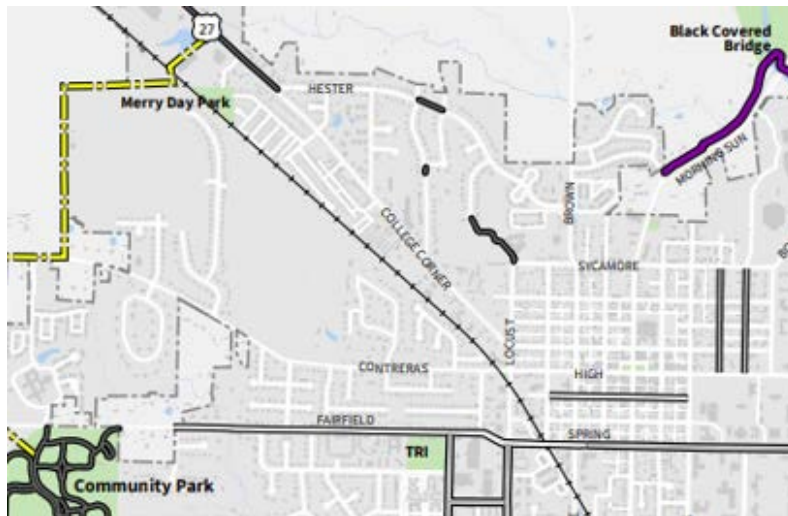 27
Black Covered
Bridge
Merry Day Park
HESTER
MORNING SUN
BROWN
COLLEGE CORNER
SYCAMORE
LOCUST
CONTRERAS
HIGH
FAIRFIELD
SPRING
TRI
Community Park